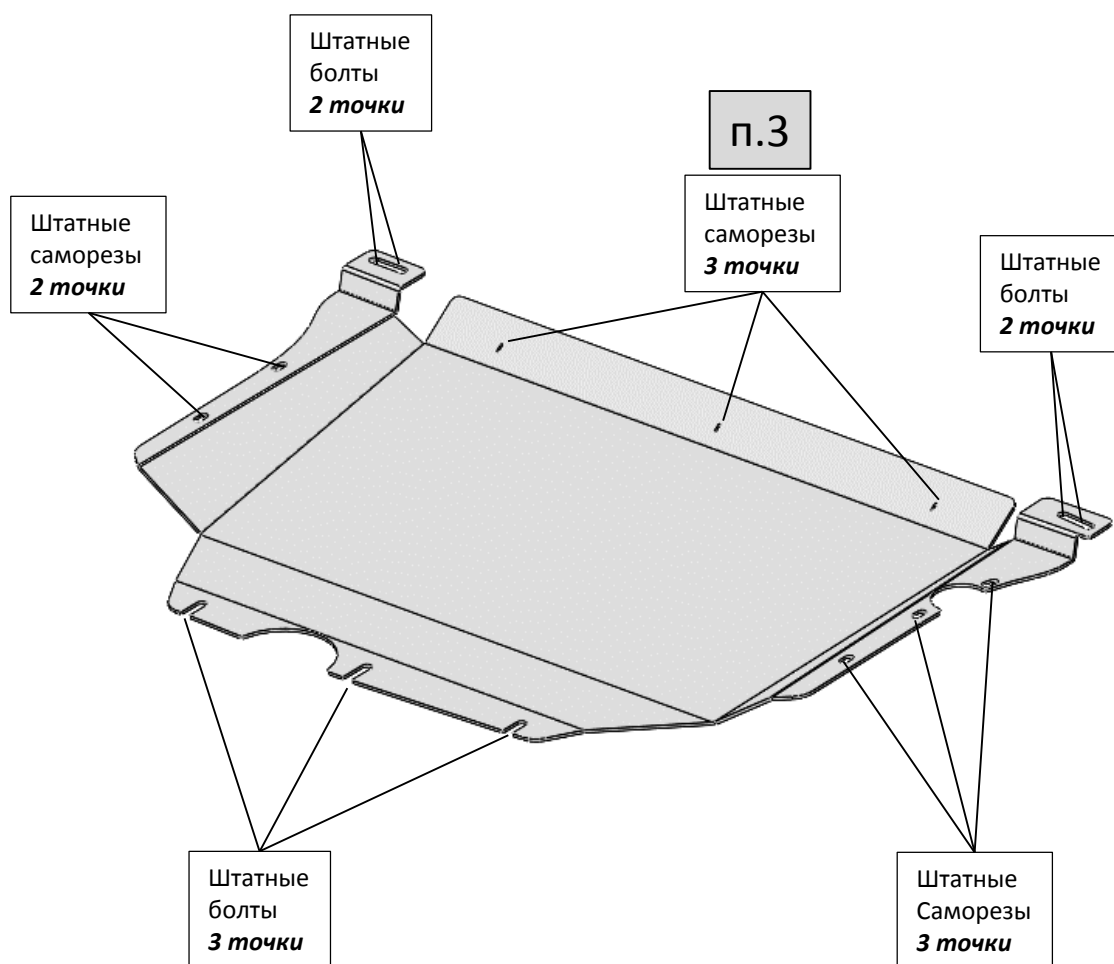 Штатные
болты
2 точки
п.3
Штатные
саморезы
3 точки
Штатные
саморезы
2 точки
Штатные
болты
2 точки
Штатные
болты
3 точки
Штатные
Саморезы
3 точки